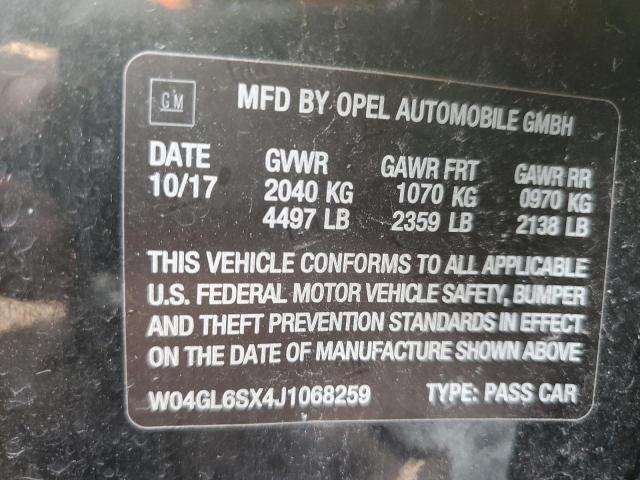 GM MFD BY OPEL AUTOMOBILE GMBH
DATE GVWR GAWR FRT GAWR RR
10/17 2040 KG 1070 KG 0970 KG
4497 LB 2359 LB 2138 LB
THIS VEHICLE CONFORMS TO ALL APPLICABLE
U.S. FEDERAL MOTOR VEHICLE SAFETY, BUMPER
AND THEFT PREVENTION STANDARDS IN EFFECT
ON THE DATE OF MANUFACTURE SHOWN ABOVE
W04GL6SX4J1068259 TYPE: PASS CAR